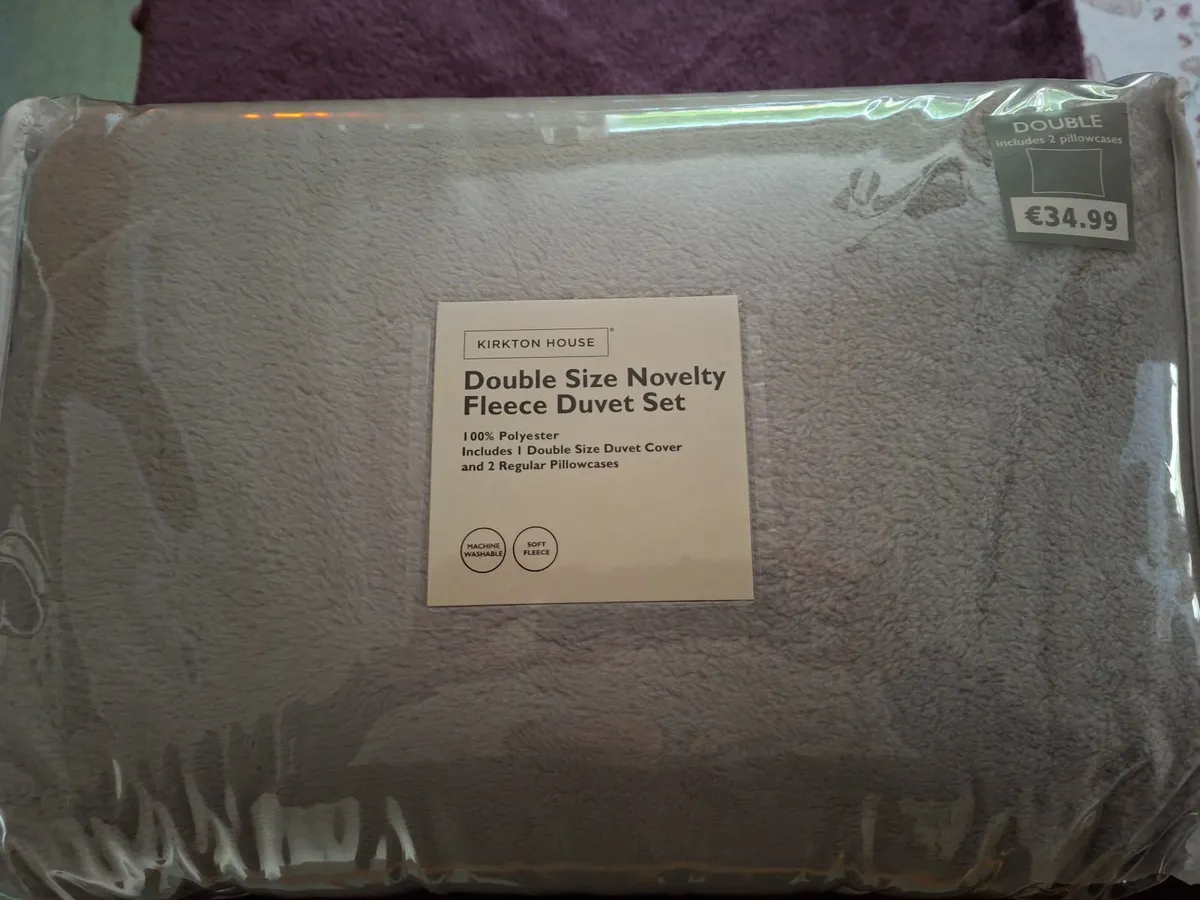 DOUBLE
includes 2 pillowcases
€34.99
KIRKTON HOUSE®
Double Size Novelty
Fleece Duvet Set
100% Polyester
Includes 1 Double Size Duvet Cover
and 2 Regular Pillowcases
MACHINE
WASHABLE
SOFT
FLEECE